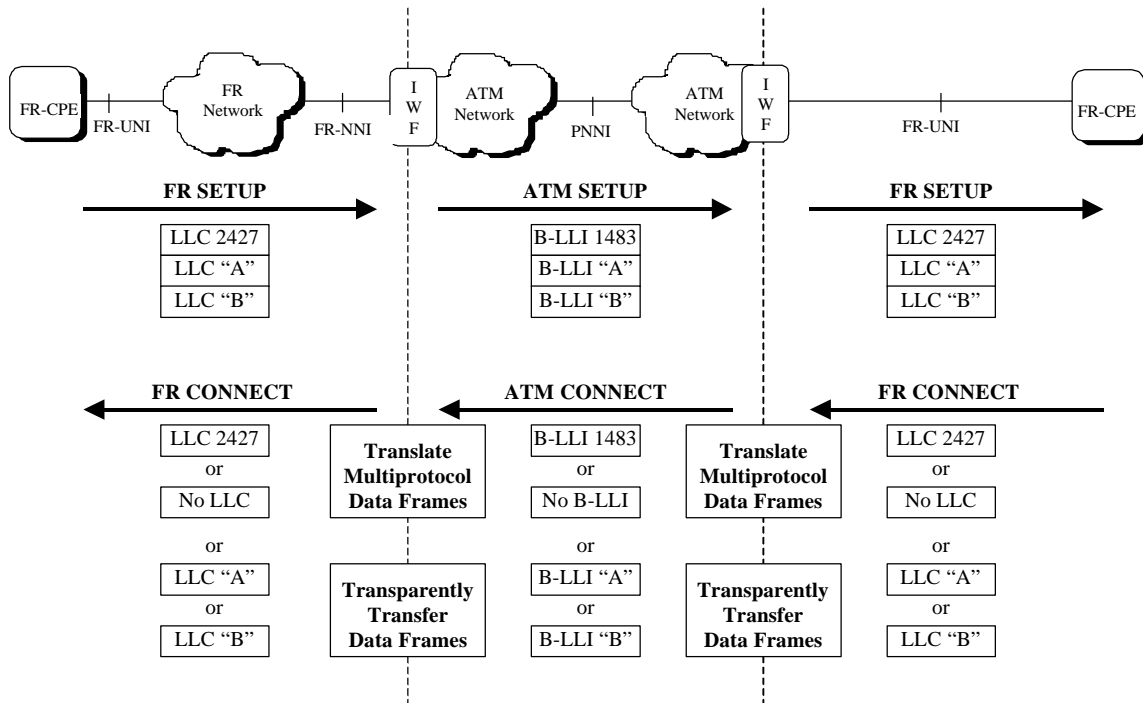 FR-CPE
FR-UNI
FR
Network
FR-NNI
I
W
F
ATM
Network
PNNI
ATM
Network
I
W
F
FR-UNI
FR-CPE
FR SETUP
ATM SETUP
FR SETUP
LLC 2427
B-LLI 1483
LLC 2427
LLC “A”
B-LLI “A”
LLC “A”
LLC “B”
B-LLI “B”
LLC “B”
FR CONNECT
ATM CONNECT
FR CONNECT
LLC 2427
or
No LLC
or
LLC “A”
or
LLC “B”
Translate
Multiprotocol
Data Frames
Transparently
Transfer
Data Frames
B-LLI 1483
or
No B-LLI
or
B-LLI “A”
or
B-LLI “B”
Translate
Multiprotocol
Data Frames
Transparently
Transfer
Data Frames
LLC 2427
or
No LLC
or
LLC “A”
or
LLC “B”